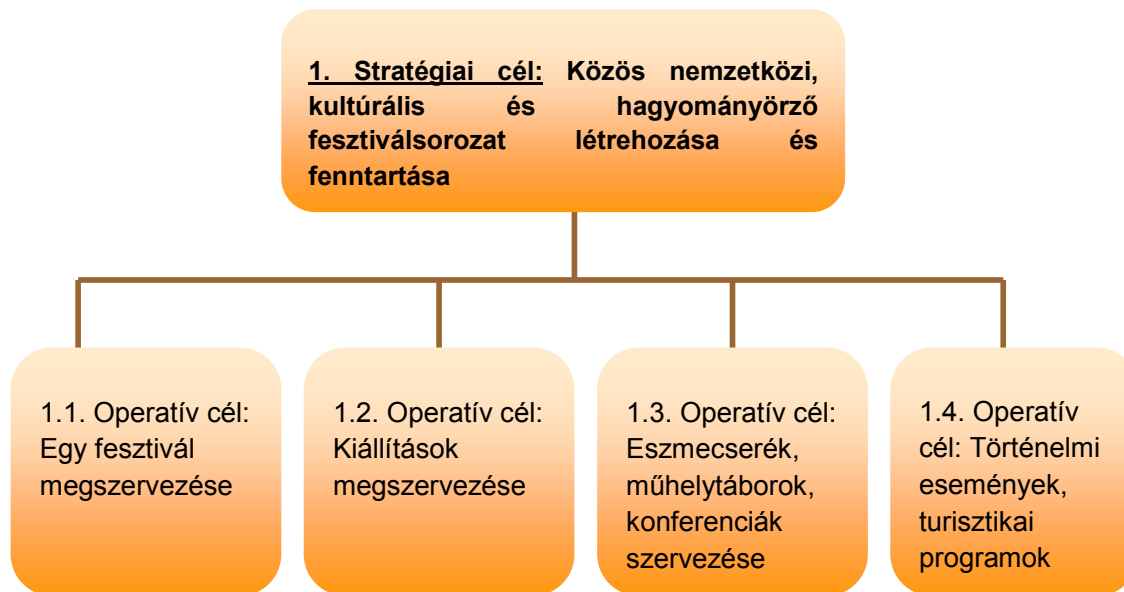 1. Stratégiai cél: Közös nemzetközi,
kultúrális és hagyományörző
fesztiválsorozat létrehozása és
fenntartása
1.1. Operatív cél:
Egy fesztivál
megszervezése
1.2. Operatív cél:
Kiállítások
megszervezése
1.3. Operatív cél:
Eszmecserék,
műhelytáborok,
konferenciák
szervezése
1.4. Operatív
cél: Történelmi
események,
turisztikai
programok